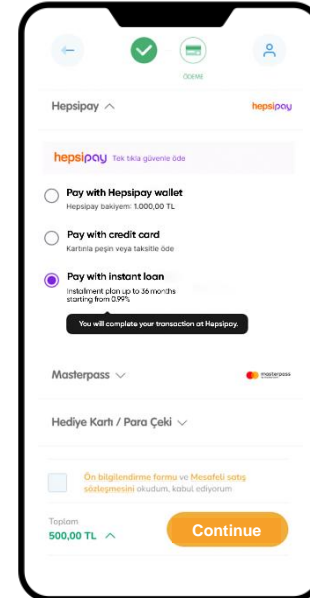 ÖDEME
Hepsipay
hepsipay
hepsipay Tek tıkla güvenle öde
Pay with Hepsipay wallet
Hepsipay bakiyem: 1.000,00 TL
Pay with credit card
Kartınla peşin veya taksitle öde
Pay with instant loan
Installment plan up to 36 months
starting from 0.99%
You will complete your transaction at Hepsipay.
Masterpass
masterpass
Hediye Kartı / Para Çeki
Ön bilgilendirme formu ve Mesafeli satış
sözleşmesini okudum, kabul ediyorum
Toplam
500,00 TL
Continue